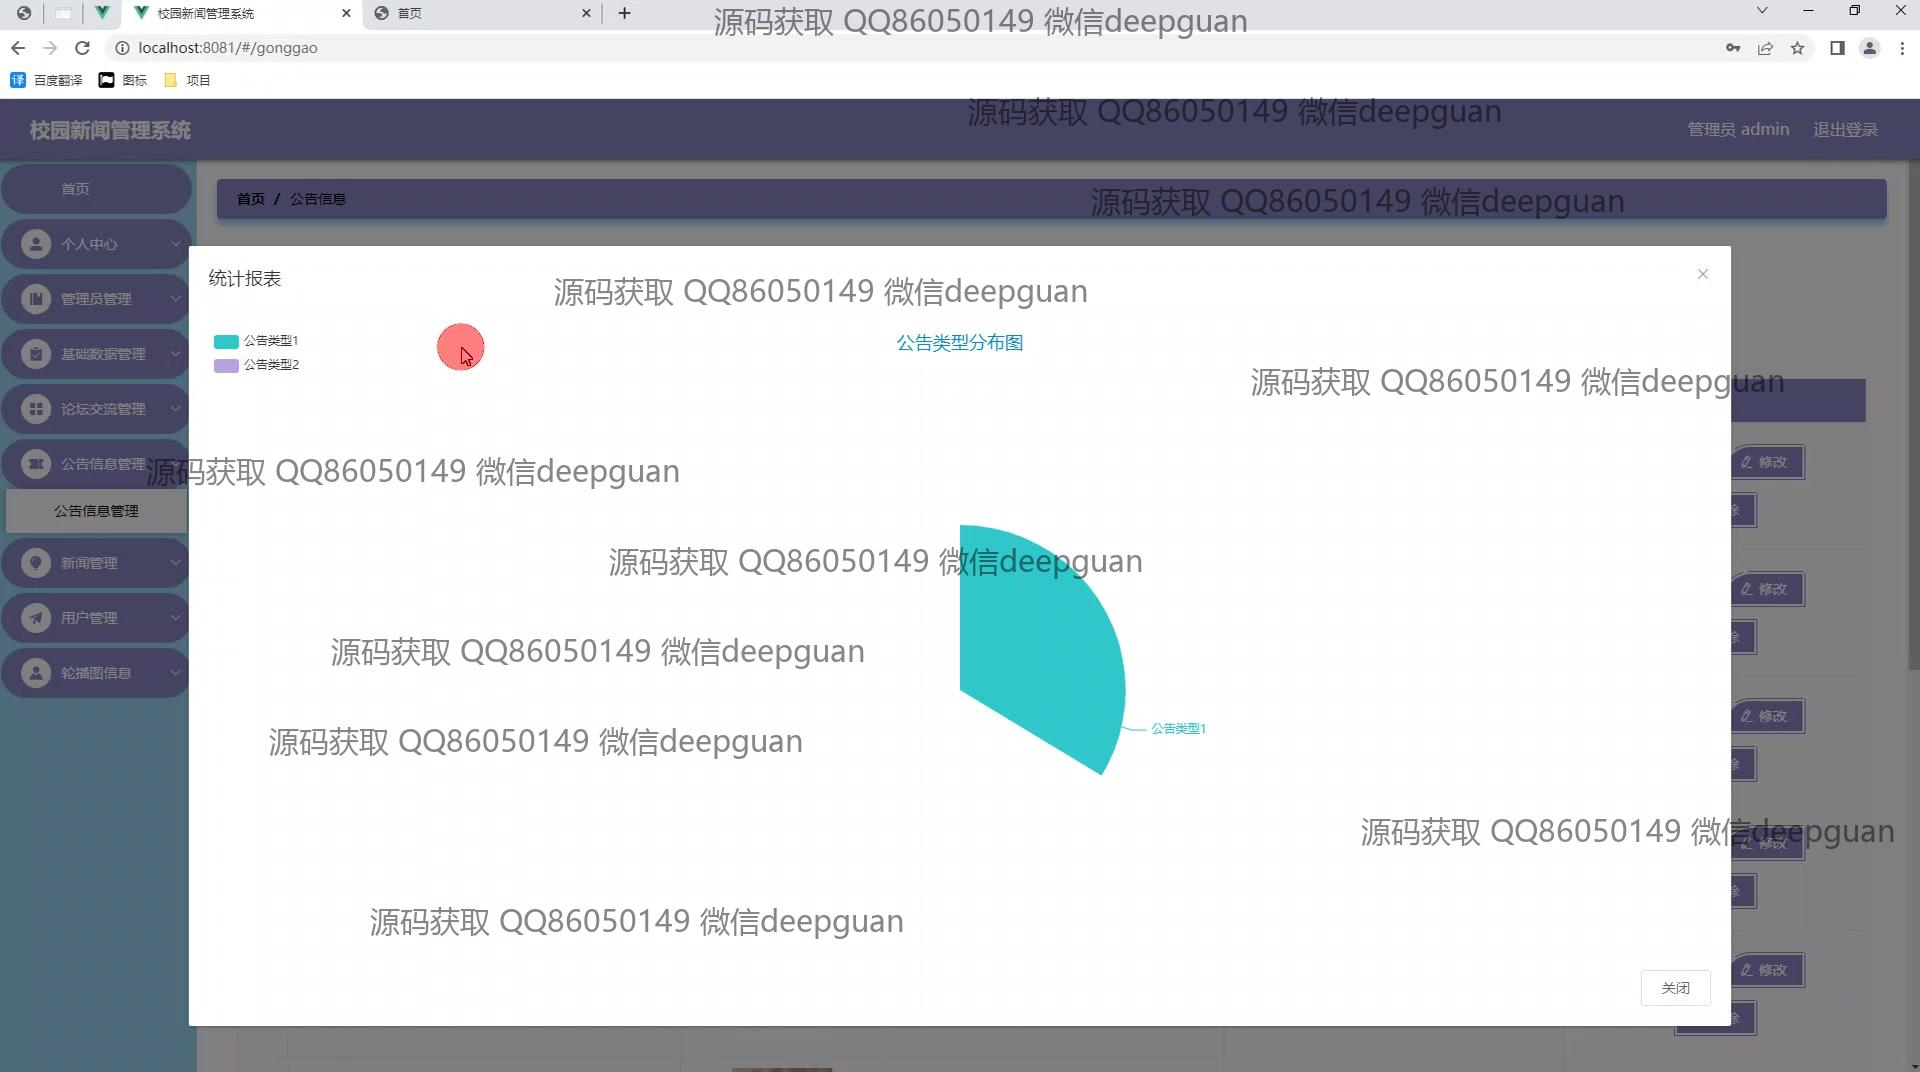 校园新闻管理系统
首页
源码获取 QQ86050149 微信deepguan
localhost:8081/#/gonggao
百度翻译
图标
项目
源码获取 QQ86050149 微信deepguan
校园新闻管理系统
管理员 admin
退出登录
首页
首页 / 公告信息
源码获取 QQ86050149 微信deepguan
个人中心
统计报表
源码获取 QQ86050149 微信deepguan
管理员管理
公告类型1
公告类型2
公告类型分布图
基础数据管理
源码获取 QQ86050149 微信deepguan
论坛交流管理
公告信息管理
源码获取 QQ86050149 微信deepguan
修改
公告信息管理
除
新闻管理
源码获取 QQ86050149 微信deepguan
修改
用户管理
除
源码获取 QQ86050149 微信deepguan
轮播图信息
修改
公告类型1
源码获取 QQ86050149 微信deepguan
除
源码获取 QQ86050149 微信deepguan
修改
除
源码获取 QQ86050149 微信deepguan
修改
关闭
除